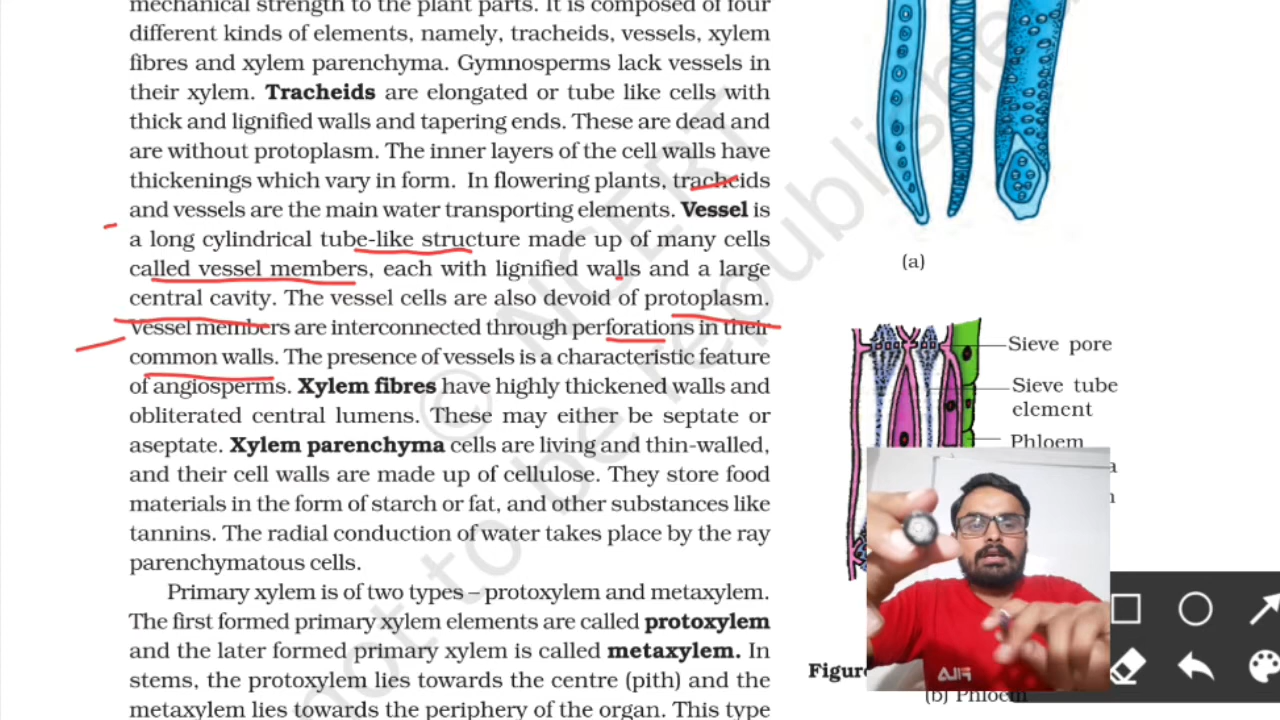 mechanical strength to the plant parts. It is composed of four
different kinds of elements, namely, tracheids, vessels, xylem
fibres and xylem parenchyma. Gymnosperms lack vessels in
their xylem. Tracheids are elongated or tube like cells with
thick and lignified walls and tapering ends. These are dead and
are without protoplasm. The inner layers of the cell walls have
thickenings which vary in form. In flowering plants, tracheids
and vessels are the main water transporting elements. Vessel is
a long cylindrical tube-like structure made up of many cells
called vessel members, each with lignified walls and a large
central cavity. The vessel cells are also devoid of protoplasm.
Vessel members are interconnected through perforations in their
common walls. The presence of vessels is a characteristic feature
of angiosperms. Xylem fibres have highly thickened walls and
obliterated central lumens. These may either be septate or
aseptate. Xylem parenchyma cells are living and thin-walled,
and their cell walls are made up of cellulose. They store food
materials in the form of starch or fat, and other substances like
tannins. The radial conduction of water takes place by the ray
parenchymatous cells.
Primary xylem is of two types – protoxylem and metaxylem.
The first formed primary xylem elements are called protoxylem
and the later formed primary xylem is called metaxylem. In
stems, the protoxylem lies towards the centre (pith) and the
metaxylem lies towards the periphery of the organ. This type
(a)
Sieve pore
Sieve tube
element
Phloem
(b) Phloem
© NCERT
not to be republishe